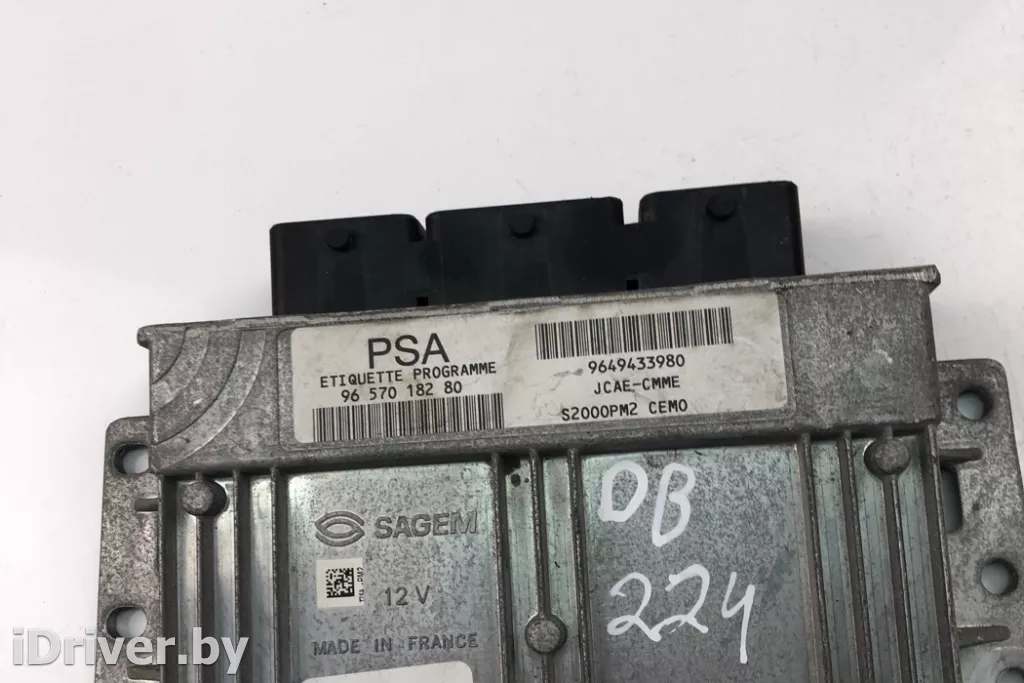 PSA
ETIQUETTE PROGRAMME
96 570 182 80
9649433980
JCAE-CMME
S2000PM2 CEMO
SAGEM
12 V
MADE IN FRANCE
DB
224
iDriver.by